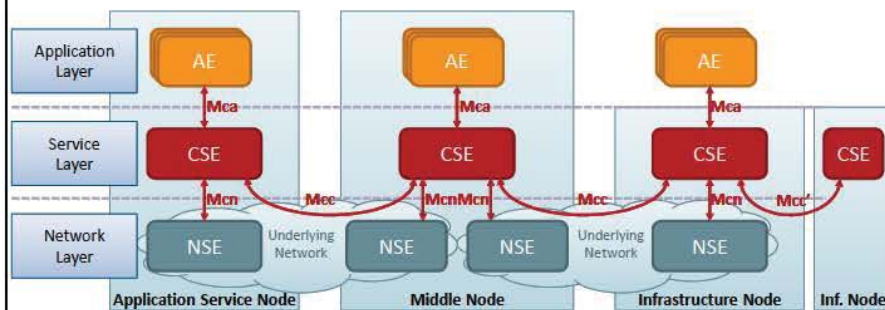 Application
Layer
AE
AE
AE
Mca
Mca
Mca
Service
Layer
CSE
CSE
CSE
CSE
Mcn
Mcc
Mcn
Mcn
Mcc
Mcn
Mcc'
Network
Layer
NSE
Underlying
Network
NSE
NSE
Underlying
Network
NSE
Application Service Node
Middle Node
Infrastructure Node
Inf. Node